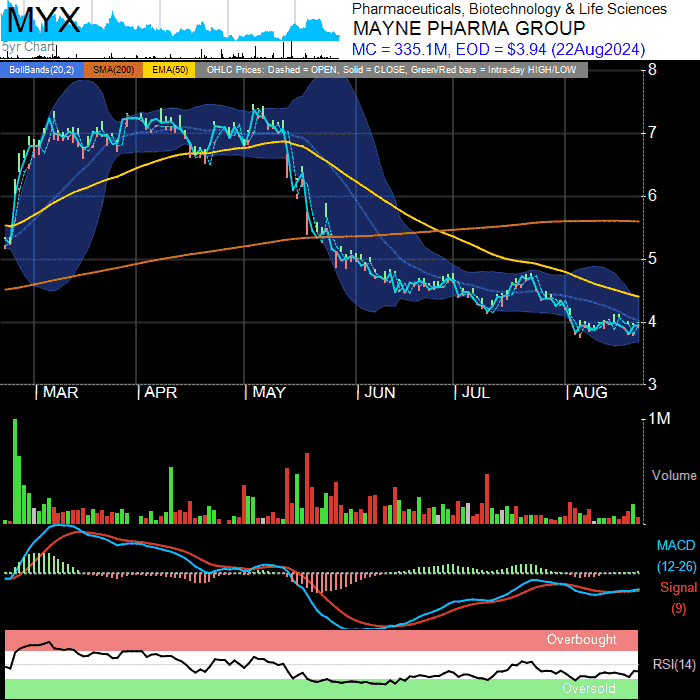 MYX
5yr Chart
Pharmaceuticals, Biotechnology & Life Sciences
MAYNE PHARMA GROUP
MC = 335.1M, EOD = $3.94 (22Aug2024)
BollBands(20,2) SMA(200) EMA(50) OHLC Prices: Dashed = OPEN, Solid = CLOSE, Green/Red bars = Intra-day HIGH/LOW
8
7
6
5
4
3
| MAR | APR | MAY | JUN | JUL | AUG
1M
Volume
MACD
(12-26)
Signal
(9)
Overbought
RSI(14)
Oversold